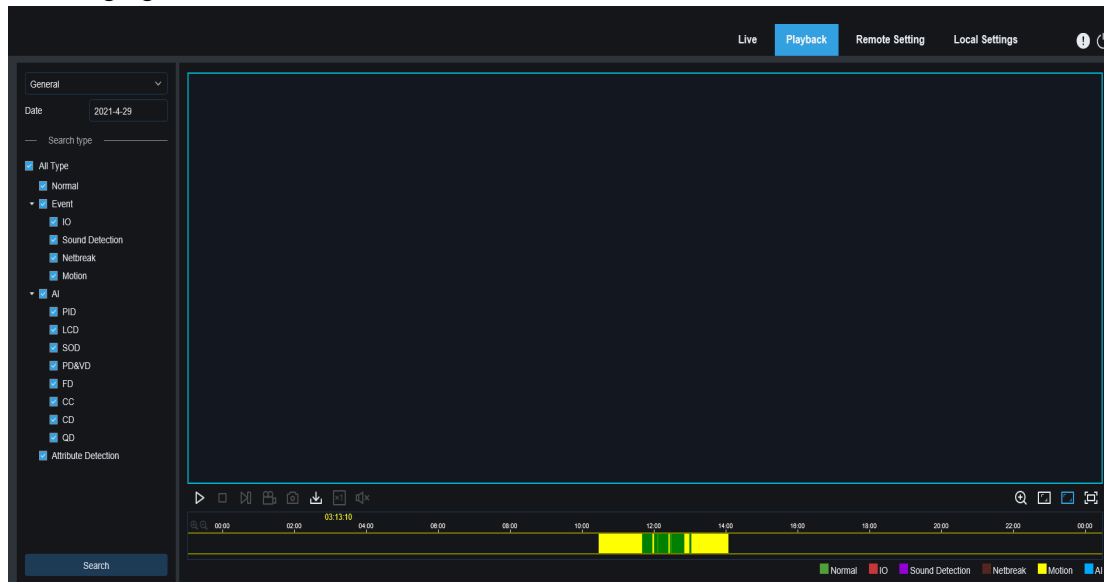 Live Playback Remote Setting Local Settings
General
Date 2021-4-29
Search type
All Type
Normal
Event
IO
Sound Detection
Netbreak
Motion
AI
PID
LCD
SOD
PD&VD
FD
CC
CD
QD
Attribute Detection
Search
×1
03:13:10
00:00 02:00 04:00 06:00 08:00 10:00 12:00 14:00 16:00 18:00 20:00 22:00 00:00
Normal IO Sound Detection Netbreak Motion AI